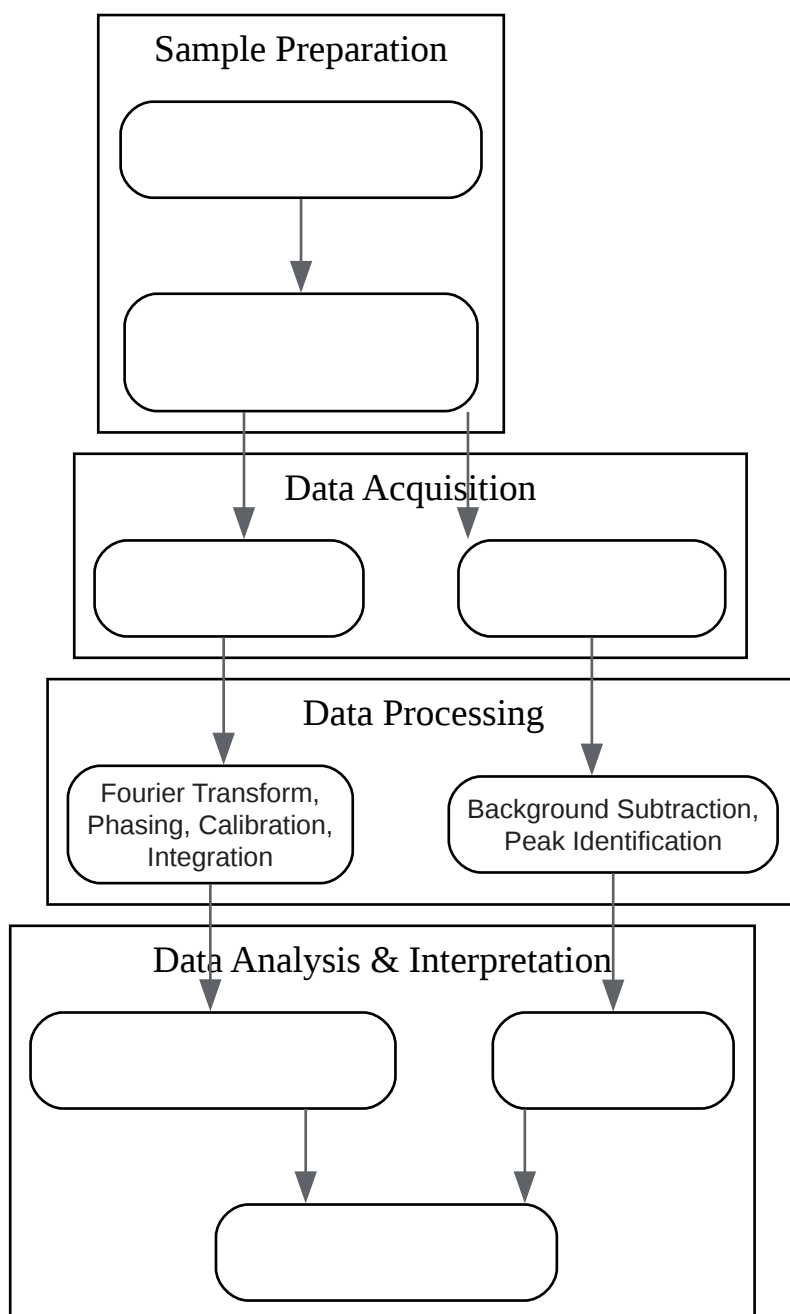 Sample Preparation
Data Acquisition
Data Processing
Fourier Transform,
Phasing, Calibration,
Integration
Background Subtraction,
Peak Identification
Data Analysis & Interpretation